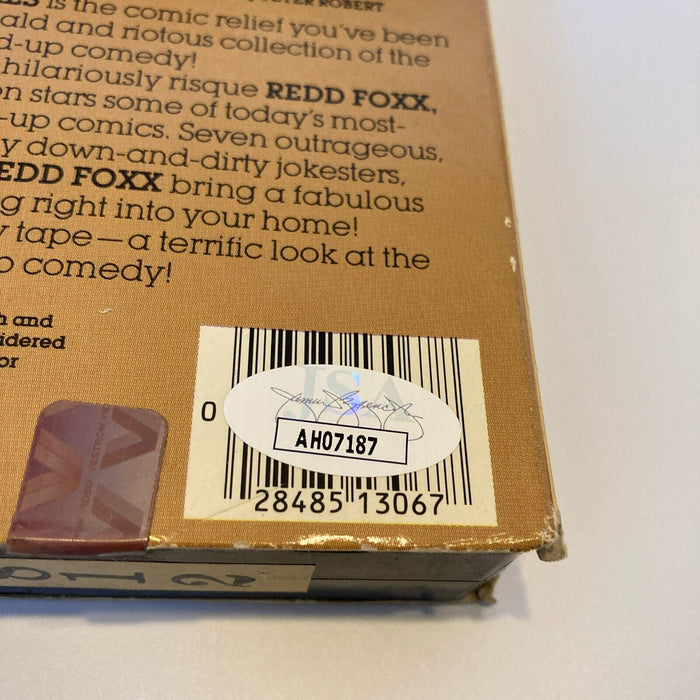 ES is the comic relief you've been
ald and riotous collection of the
d-up comedy!
hilariously risque REDD FOXX,
on stars some of today's most-
-up comics. Seven outrageous,
y down-and-dirty jokesters,
EDD FOXX bring a fabulous
g right into your home!
y tape—a terrific look at the
p comedy!
h and
idered
or
JSA
AH07187
0
28485 13067